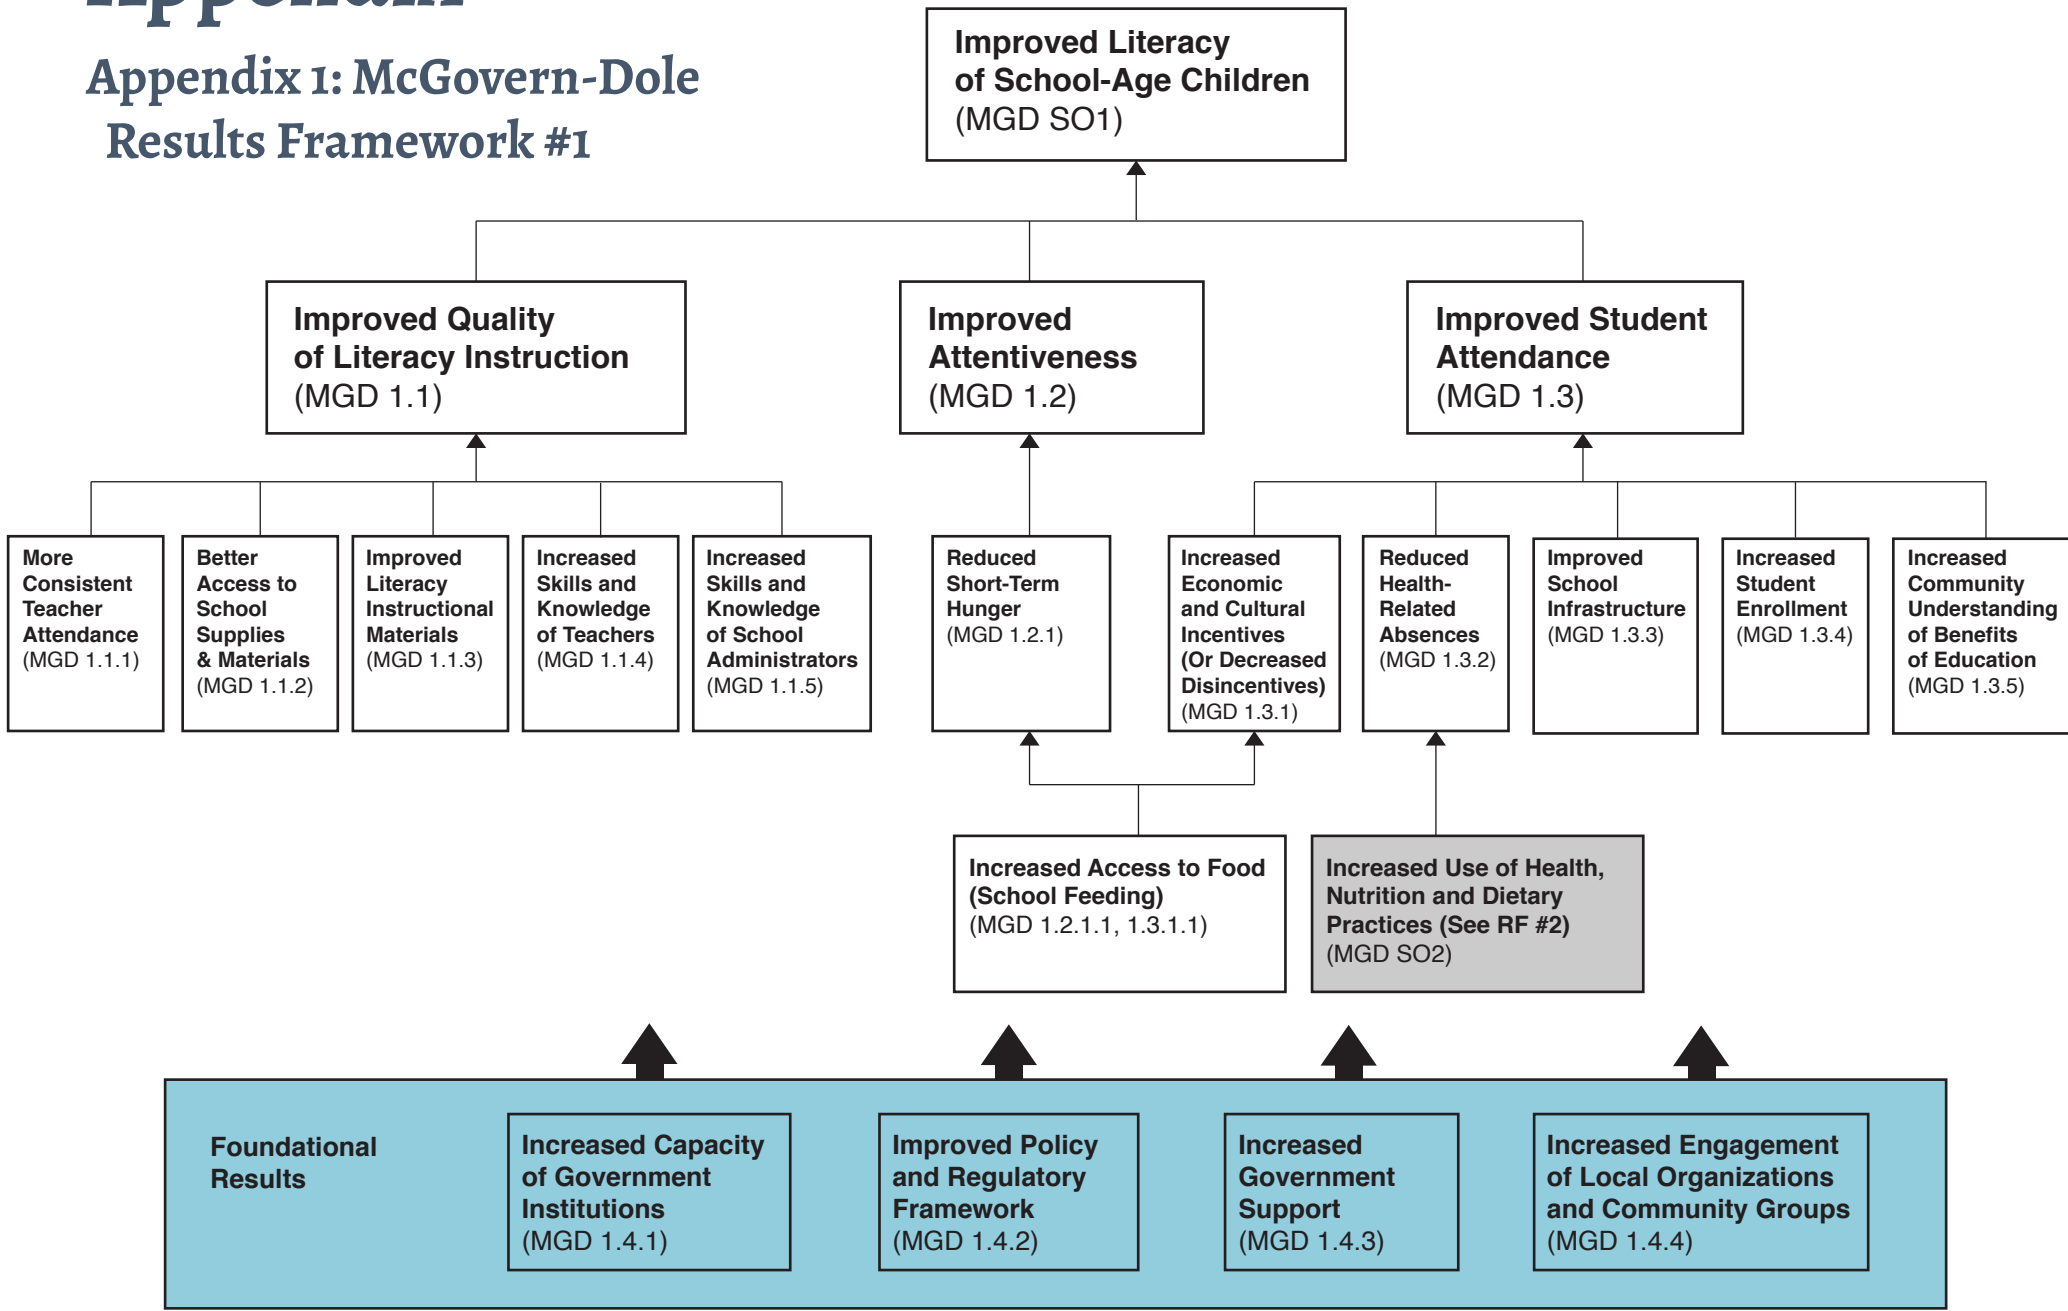 Appendix 1: McGovern-Dole
Results Framework #1
Improved Literacy
of School-Age Children
(MGD SO1)
Improved Quality
of Literacy Instruction
(MGD 1.1)
Improved
Attentiveness
(MGD 1.2)
Improved Student
Attendance
(MGD 1.3)
More
Consistent
Teacher
Attendance
(MGD 1.1.1)
Better
Access to
School
Supplies
& Materials
(MGD 1.1.2)
Improved
Literacy
Instructional
Materials
(MGD 1.1.3)
Increased
Skills and
Knowledge
of Teachers
(MGD 1.1.4)
Increased
Skills and
Knowledge
of School
Administrators
(MGD 1.1.5)
Reduced
Short-Term
Hunger
(MGD 1.2.1)
Increased
Economic
and Cultural
Incentives
(Or Decreased
Disincentives)
(MGD 1.3.1)
Reduced
Health-
Related
Absences
(MGD 1.3.2)
Improved
School
Infrastructure
(MGD 1.3.3)
Increased
Student
Enrollment
(MGD 1.3.4)
Increased
Community
Understanding
of Benefits
of Education
(MGD 1.3.5)
Increased Access to Food
(School Feeding)
(MGD 1.2.1.1, 1.3.1.1)
Increased Use of Health,
Nutrition and Dietary
Practices (See RF #2)
(MGD SO2)
Foundational
Results
Increased Capacity
of Government
Institutions
(MGD 1.4.1)
Improved Policy
and Regulatory
Framework
(MGD 1.4.2)
Increased
Government
Support
(MGD 1.4.3)
Increased Engagement
of Local Organizations
and Community Groups
(MGD 1.4.4)